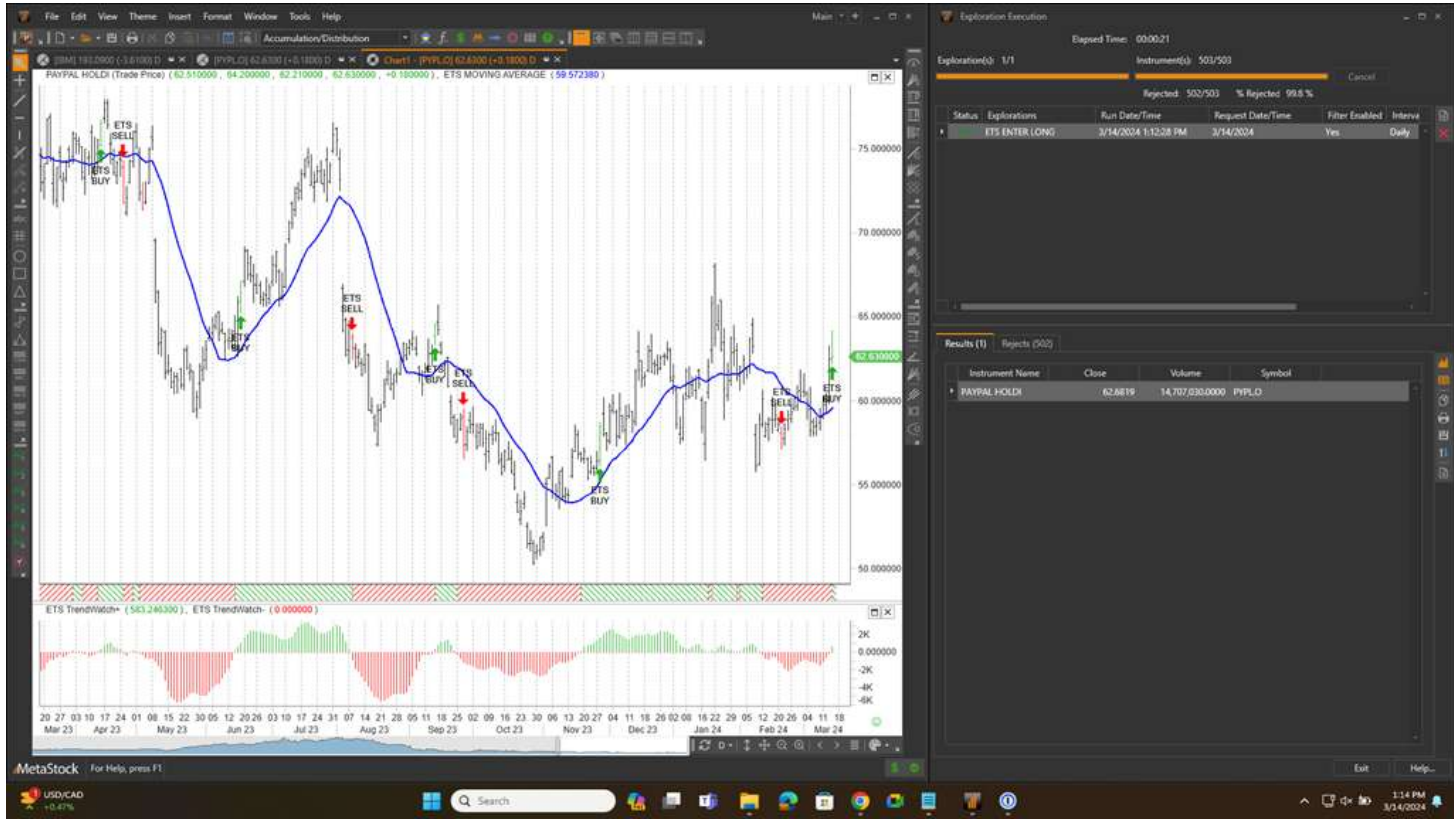 File Edit View Theme Insert Format Window Tools Help
Main
Accumulation/Distribution
[IBM] 193.0900 (-3.6100) D
[PYPL.O] 62.6300 (+0.1800) D
Chart1 - [PYPL.O] 62.6300 (+0.1800) D
PAYPAL HOLDI (Trade Price) (62.510000, 64.200000, 62.210000, 62.630000, +0.180000), ETS MOVING AVERAGE (59.572380)
ETS
SELL
ETS
BUY
75.000000
70.000000
ETS
SELL
ETS
BUY
65.000000
62.630000
ETS
BUY
ETS
SELL
60.000000
ETS
SELL
ETS
BUY
55.000000
ETS
BUY
50.000000
ETS TrendWatch+ (583.246300), ETS TrendWatch- (0.000000)
2K
0.000000
-2K
-4K
-6K
20 27 03 10 17 24 01 08 15 22 30 05 12 20 26 03 10 17 24 31 07 14 21 28 05 11 18 25 02 09 16 23 30 06 13 20 27 04 11 18 26 02 08 16 22 29 05 12 20 26 04 11 18
Mar 23 Apr 23 May 23 Jun 23 Jul 23 Aug 23 Sep 23 Oct 23 Nov 23 Dec 23 Jan 24 Feb 24 Mar 24
D
MetaStock For Help, press F1
Exploration Execution
Elapsed Time: 00:00:21
Exploration(s): 1/1 Instrument(s): 503/503
Cancel
Rejected: 502/503 % Rejected 99.8 %
Status Explorations Run Date/Time Request Date/Time Filter Enabled Interva
ETS ENTER LONG 3/14/2024 1:12:28 PM 3/14/2024 Yes Daily
Results (1) Rejects (502)
Instrument Name Close Volume Symbol
PAYPAL HOLDI 62.6819 14,707,030.0000 PYPL.O
Exit Help...
USD/CAD
+0.47%
Search
1:14 PM
3/14/2024